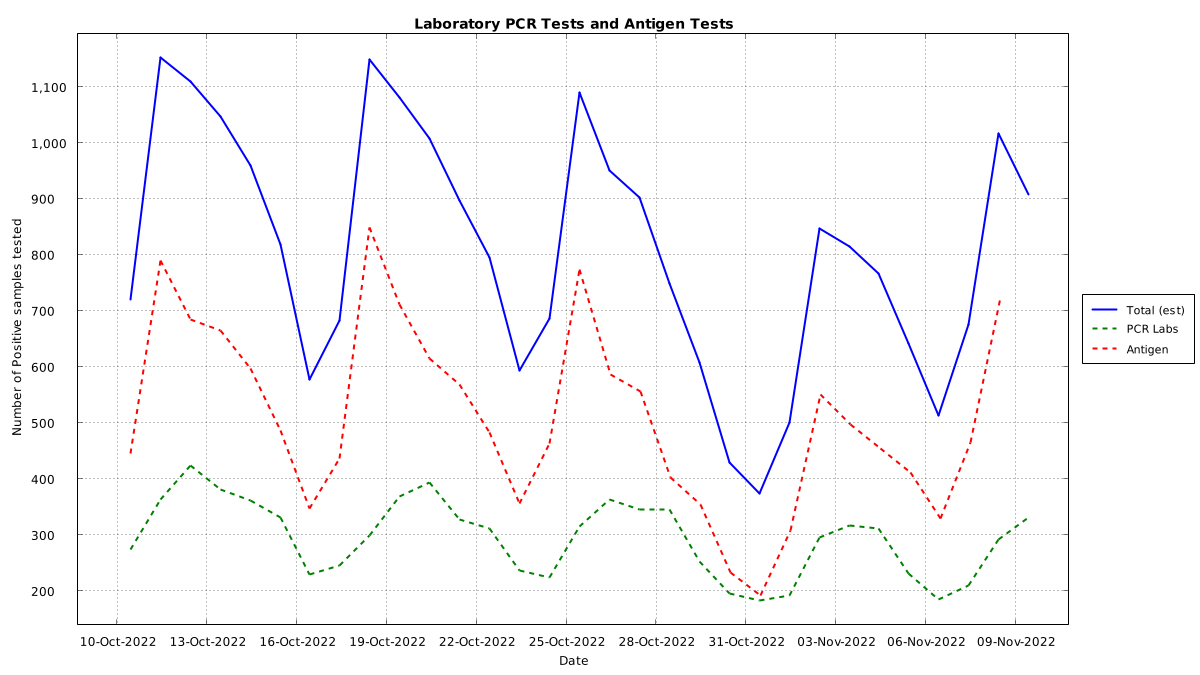 Laboratory PCR Tests and Antigen Tests
Number of Positive samples tested
1,100
1,000
900
800
700
600
500
400
300
200
10-Oct-2022 13-Oct-2022 16-Oct-2022 19-Oct-2022 22-Oct-2022 25-Oct-2022 28-Oct-2022 31-Oct-2022 03-Nov-2022 06-Nov-2022 09-Nov-2022
Date
Total (est)
PCR Labs
Antigen